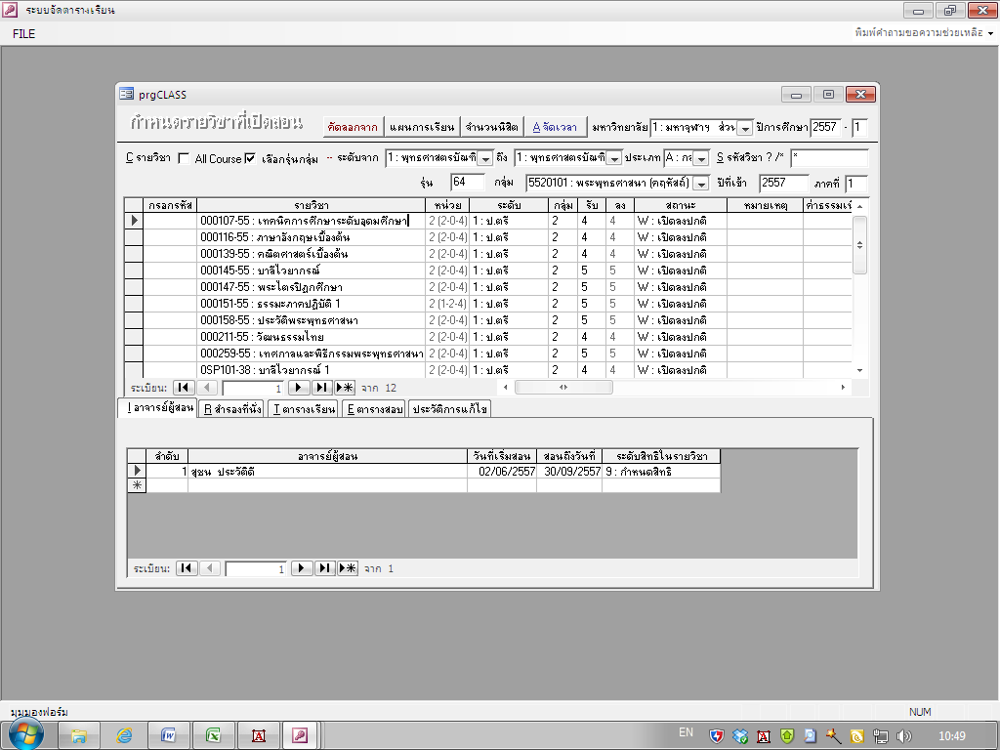 ระบบจัดตารางเรียน
FILE
พิมพ์คำถามขอความช่วยเหลือ
prgCLASS
กำหนดรายวิชาที่เปิดสอน
คัดลอกจาก แผนการเรียน จำนวนนิสิต A จัดเวลา มหาวิทยาลัย 1: มหาจุฬาฯ ส่วน ปีการศึกษา 2557 - 1
C รายวิชา All Course เลือกรุ่นกลุ่ม -- ระดับจาก 1: พุทธศาสตรบัณฑิ ถึง 1: พุทธศาสตรบัณฑิ ประเภท A : กะ S รหัสวิชา ? /* *
รุ่น 64 กลุ่ม 5520101 : พระพุทธศาสนา (คฤหัสถ์) ปีที่เข้า 2557 ภาคที่ 1
กรอกรหัส รายวิชา หน่วย ระดับ กลุ่ม รับ ลง สถานะ หมายเหตุ ค่าธรรมเนี
000107-55 : เทคนิคการศึกษาระดับอุดมศึกษา 2 (2-0-4) 1: ป.ตรี 2 4 4 W : เปิดลงปกติ
000116-55 : ภาษาอังกฤษเบื้องต้น 2 (2-0-4) 1: ป.ตรี 2 4 4 W : เปิดลงปกติ
000139-55 : คณิตศาสตร์เบื้องต้น 2 (2-0-4) 1: ป.ตรี 2 4 4 W : เปิดลงปกติ
000145-55 : บาลีไวยากรณ์ 2 (2-0-4) 1: ป.ตรี 2 5 5 W : เปิดลงปกติ
000147-55 : พระไตรปิฎกศึกษา 2 (2-0-4) 1: ป.ตรี 2 5 5 W : เปิดลงปกติ
000151-55 : ธรรมะภาคปฏิบัติ 1 2 (1-2-4) 1: ป.ตรี 2 5 5 W : เปิดลงปกติ
000158-55 : ประวัติพระพุทธศาสนา 2 (2-0-4) 1: ป.ตรี 2 5 5 W : เปิดลงปกติ
000211-55 : วัฒนธรรมไทย 2 (2-0-4) 1: ป.ตรี 2 4 4 W : เปิดลงปกติ
000259-55 : เทศกาลและพิธีกรรมพระพุทธศาสนา 2 (2-0-4) 1: ป.ตรี 2 5 5 W : เปิดลงปกติ
0SP101-38 : บาลีไวยากรณ์ 1 2 (2-0-4) 1: ป.ตรี 2 4 4 W : เปิดลงปกติ
ระเบียน: 1 จาก 12
I อาจารย์ผู้สอน R สำรองที่นั่ง T ตารางเรียน E ตารางสอบ ประวัติการแก้ไข
ลำดับ อาจารย์ผู้สอน วันที่เริ่มสอน สอนถึงวันที่ ระดับสิทธิในรายวิชา
1 สุชน ประวัติดี 02/06/2557 30/09/2557 9 : กำหนดสิทธิ
ระเบียน: 1 จาก 1
มุมมองฟอร์ม NUM
EN 10:49